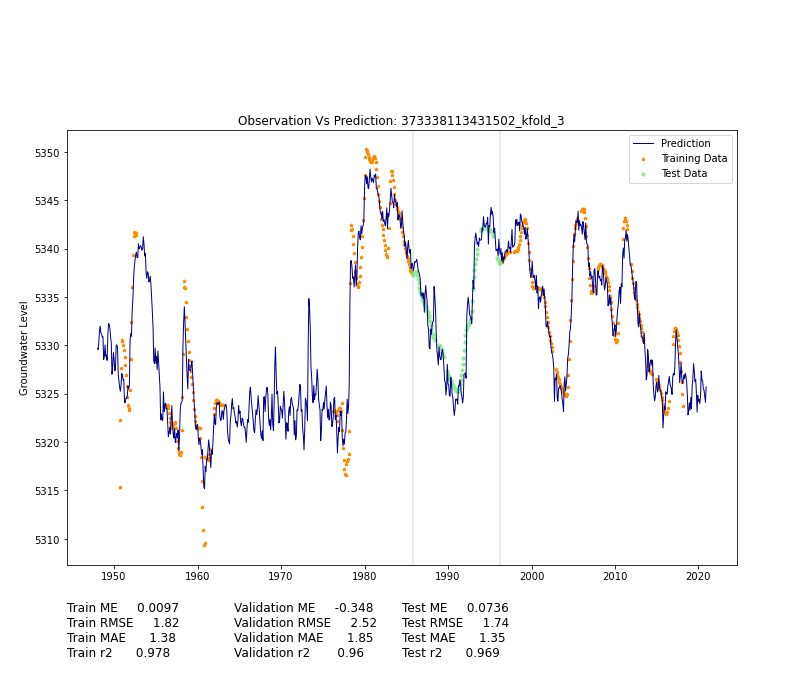 Observation Vs Prediction: 373338113431502_kfold_3
Prediction
Training Data
Test Data
Groundwater Level
5350
5345
5340
5335
5330
5325
5320
5315
5310
1950 1960 1970 1980 1990 2000 2010 2020
Train ME 0.0097 Validation ME -0.348 Test ME 0.0736
Train RMSE 1.82 Validation RMSE 2.52 Test RMSE 1.74
Train MAE 1.38 Validation MAE 1.85 Test MAE 1.35
Train r2 0.978 Validation r2 0.96 Test r2 0.969